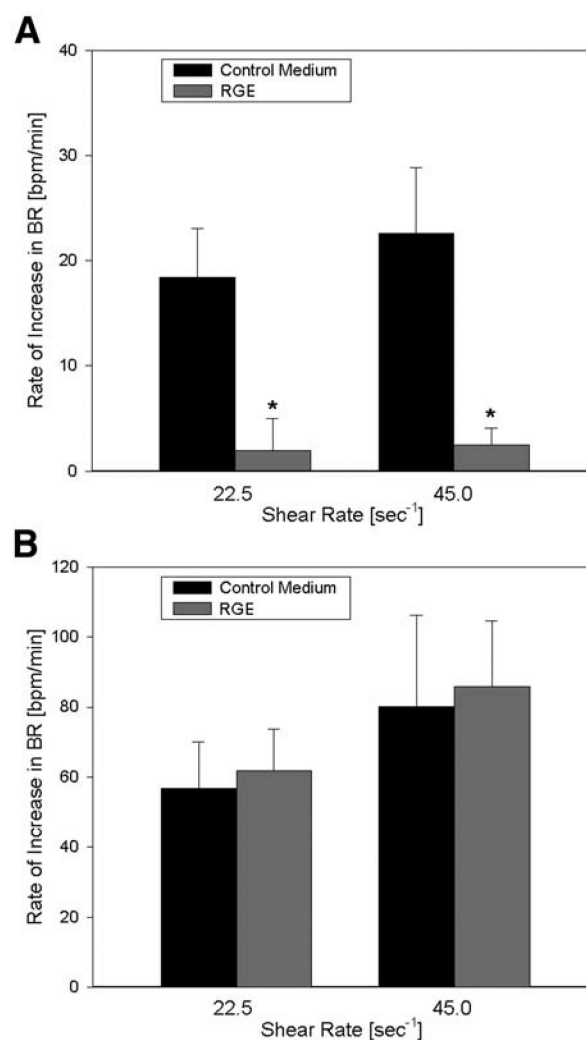 A
40
30
20
10
0
Rate of Increase in BR [bpm/min]
Control Medium
RGE
*
*
22.5
45.0
Shear Rate [sec⁻¹]
B
120
100
80
60
40
20
0
Rate of Increase in BR [bpm/min]
Control Medium
RGE
22.5
45.0
Shear Rate [sec⁻¹]